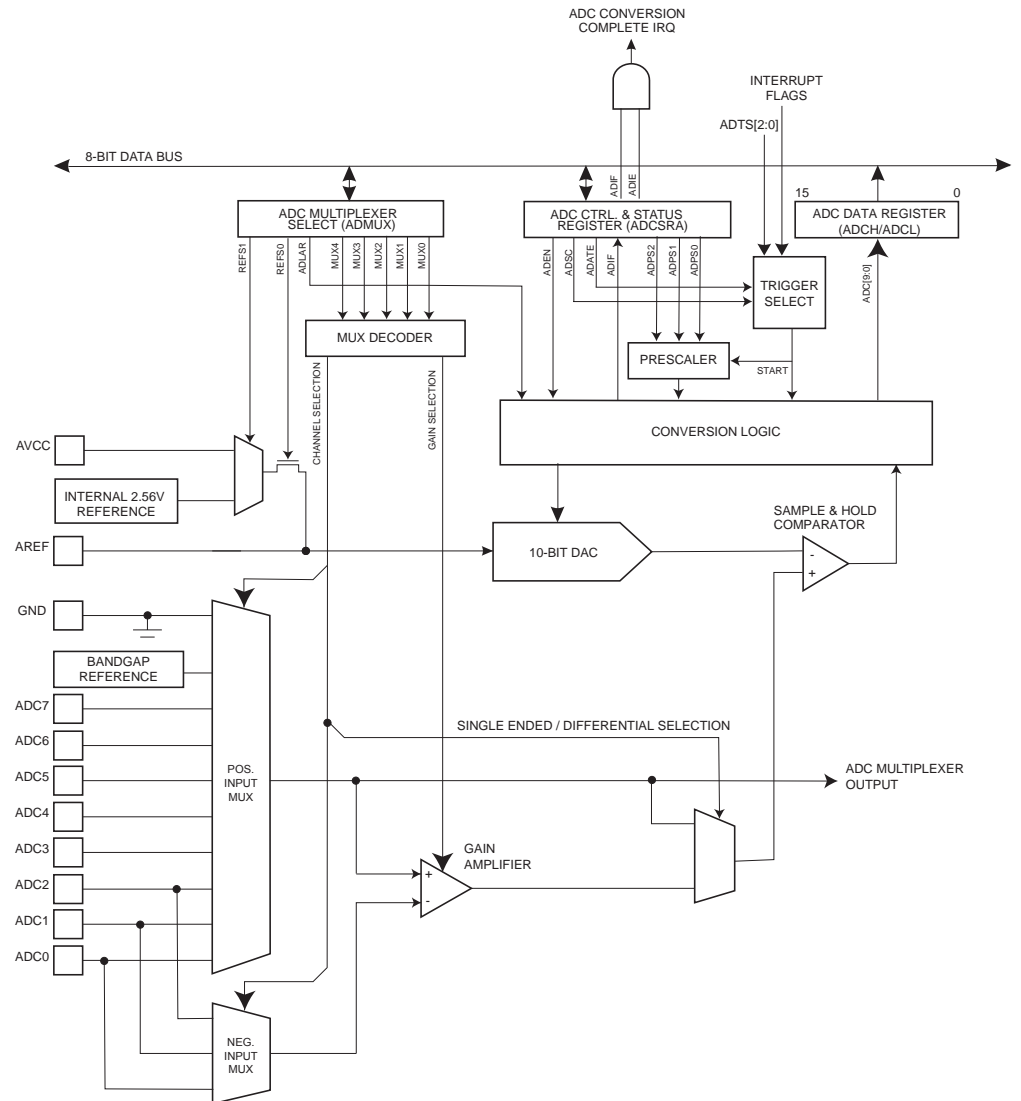 ADC CONVERSION
COMPLETE IRQ
INTERRUPT
FLAGS
ADTS[2:0]
8-BIT DATA BUS
ADIF
ADIE
15
0
ADC MULTIPLEXER
SELECT (ADMUX)
ADC CTRL. & STATUS
REGISTER (ADCSRA)
ADC DATA REGISTER
(ADCH/ADCL)
REFS1
REFS0
ADLAR
MUX4
MUX3
MUX2
MUX1
MUX0
ADEN
ADSC
ADATE
ADIF
ADPS2
ADPS1
ADPS0
ADC[9:0]
TRIGGER
SELECT
MUX DECODER
PRESCALER
START
CHANNEL SELECTION
GAIN SELECTION
CONVERSION LOGIC
AVCC
INTERNAL 2.56V
REFERENCE
SAMPLE & HOLD
COMPARATOR
AREF
10-BIT DAC
-
+
GND
BANDGAP
REFERENCE
ADC7
SINGLE ENDED / DIFFERENTIAL SELECTION
ADC6
ADC5
POS.
INPUT
MUX
ADC MULTIPLEXER
OUTPUT
ADC4
ADC3
GAIN
AMPLIFIER
+
-
ADC2
ADC1
ADC0
NEG.
INPUT
MUX